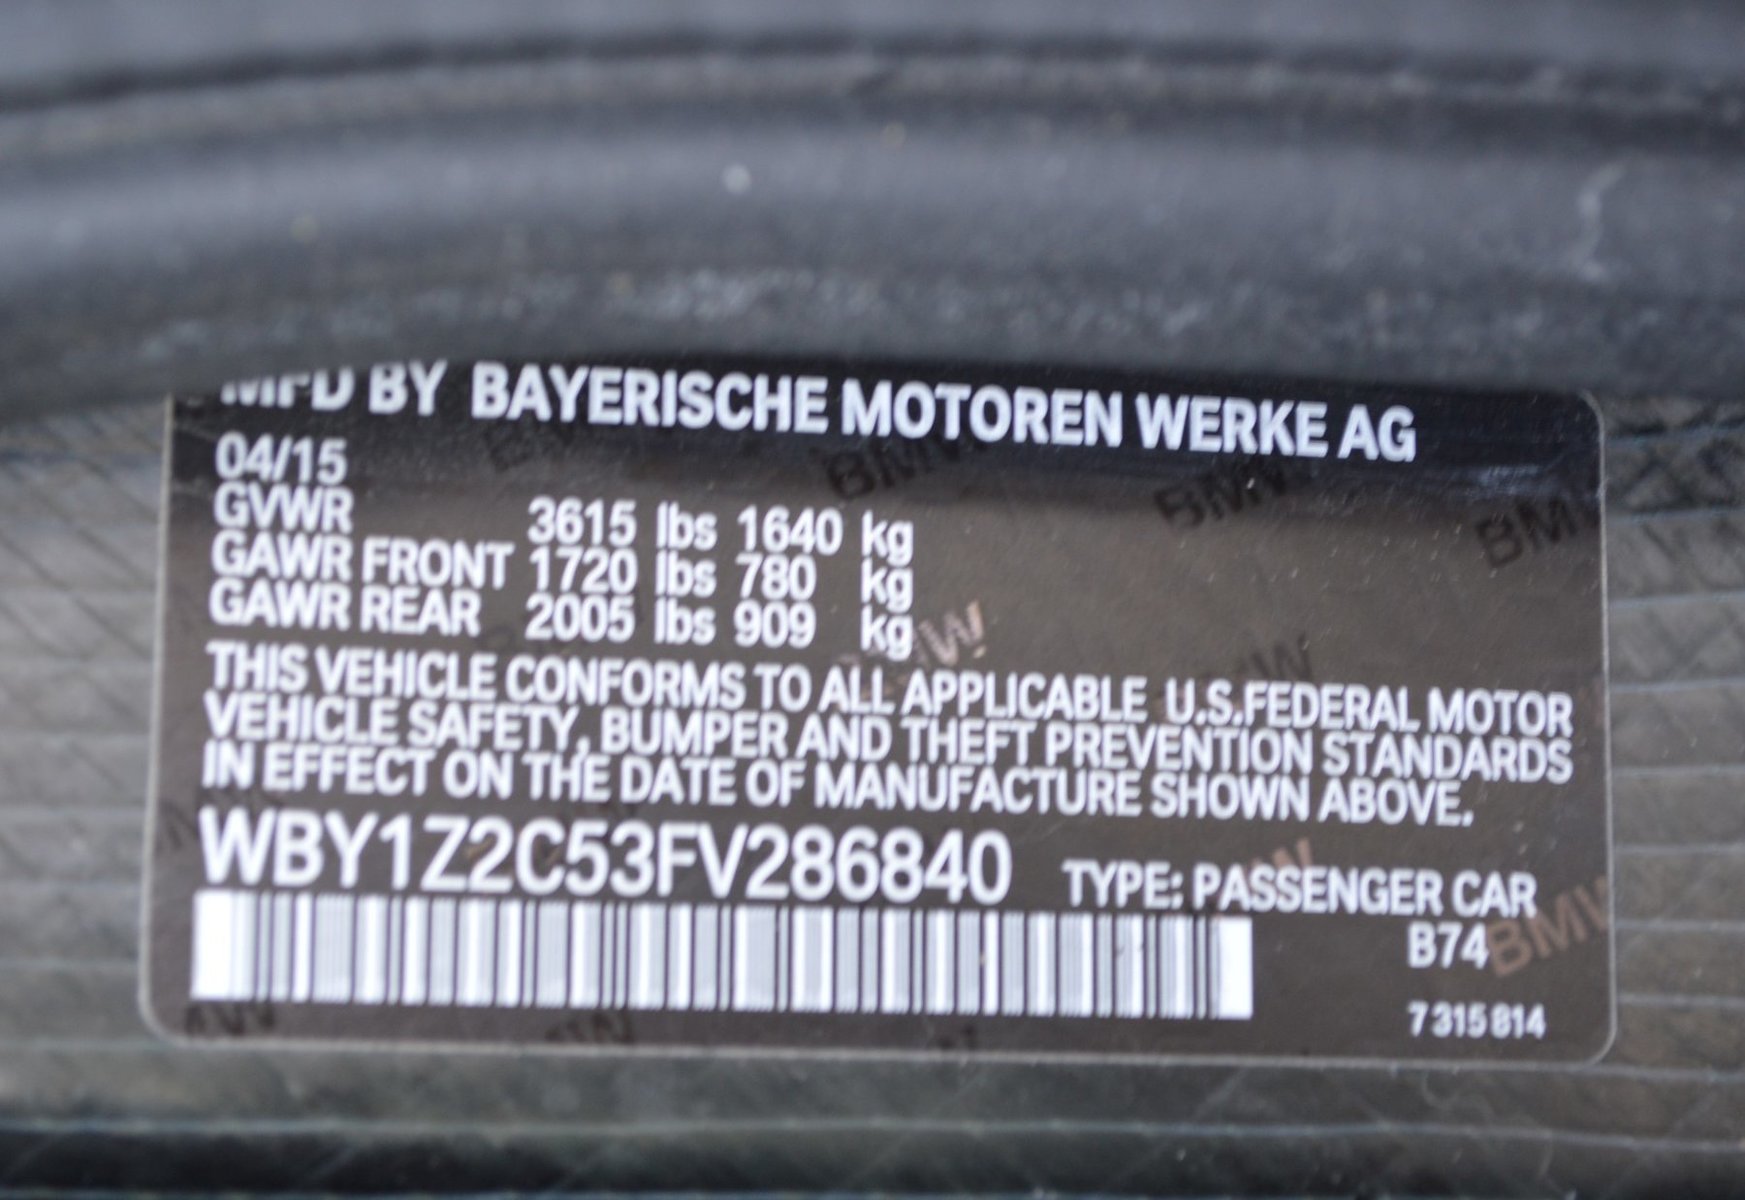 MFD BY BAYERISCHE MOTOREN WERKE AG
04/15
GVWR 3615 lbs 1640 kg
GAWR FRONT 1720 lbs 780 kg
GAWR REAR 2005 lbs 909 kg
THIS VEHICLE CONFORMS TO ALL APPLICABLE U.S.FEDERAL MOTOR
VEHICLE SAFETY, BUMPER AND THEFT PREVENTION STANDARDS
IN EFFECT ON THE DATE OF MANUFACTURE SHOWN ABOVE.
WBY1Z2C53FV286840 TYPE: PASSENGER CAR
B74
7 315 814